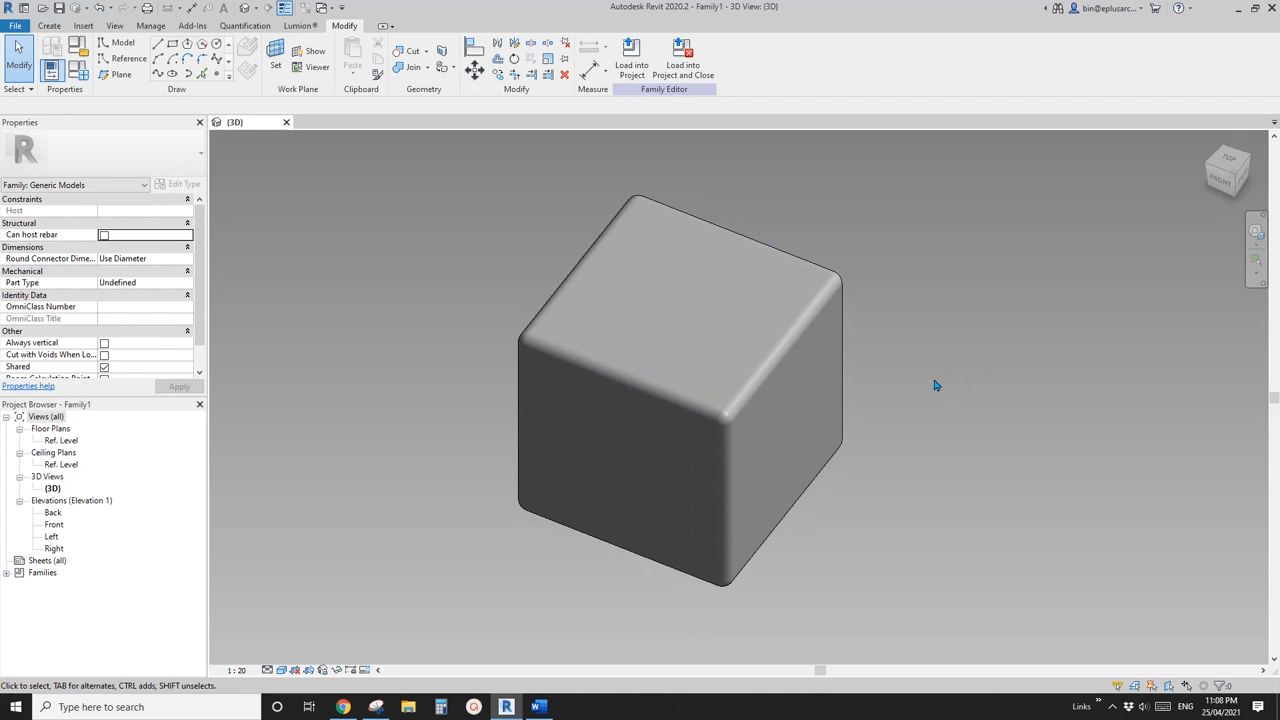 Autodesk Revit 2020.2 - Family1 - 3D View: {3D}
bin@eplusarc...
File Create Insert View Manage Add-Ins Quantification Lumion® Modify
Modify
Model
Reference
Plane
Set
Show
Viewer
Paste
Cut
Join
Load into
Project
Load into
Project and Close
Select Properties Draw Work Plane Clipboard Geometry Modify Measure Family Editor
Properties
{3D}
R
TOP
FRONT
Family: Generic Models
Edit Type
Constraints
Host
Structural
Can host rebar
Dimensions
Round Connector Dime... Use Diameter
Mechanical
Part Type Undefined
Identity Data
OmniClass Number
OmniClass Title
Other
Always vertical
Cut with Voids When Lo...
Shared
Properties help
Apply
Project Browser - Family1
Views (all)
Floor Plans
Ref. Level
Ceiling Plans
Ref. Level
3D Views
{3D}
Elevations (Elevation 1)
Back
Front
Left
Right
Sheets (all)
Families
1 : 20
Click to select, TAB for alternates, CTRL adds, SHIFT unselects.
:0
Type here to search
Links
ENG
11:08 PM
25/04/2021